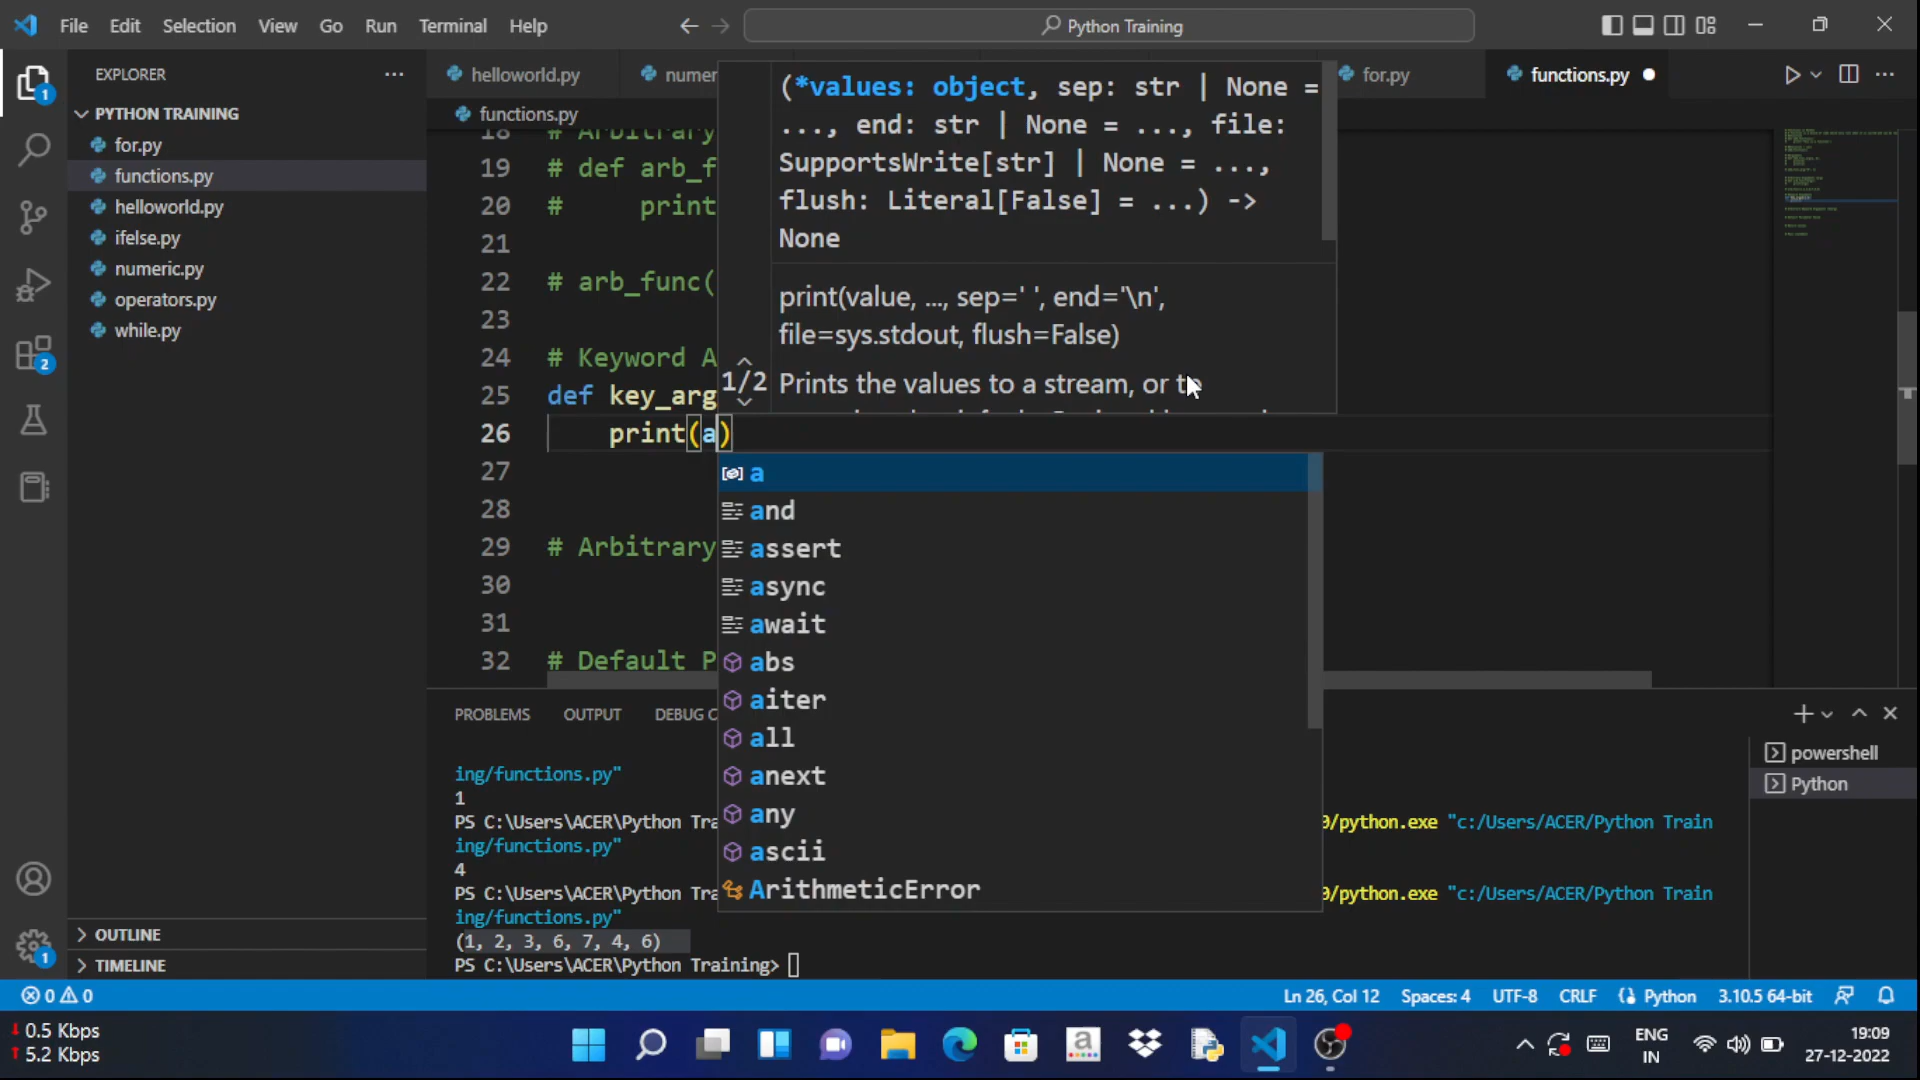 File Edit Selection View Go Run Terminal Help
Python Training
EXPLORER
helloworld.py
for.py
functions.py
PYTHON TRAINING
for.py
functions.py
helloworld.py
ifelse.py
numeric.py
operators.py
while.py
functions.py
18 # Arbitrary
19 # def arb_f
20 # print
21
22 # arb_func(
23
24 # Keyword A
25 def key_arg
26 print(a)
27
28
29 # Arbitrary
30
31
32 # Default P
(*values: object, sep: str | None =
..., end: str | None = ..., file:
SupportsWrite[str] | None = ...,
flush: Literal[False] = ...) ->
None
print(value, ..., sep=' ', end='\n',
file=sys.stdout, flush=False)
1/2
Prints the values to a stream, or to
a
and
assert
async
await
abs
aiter
all
anext
any
ascii
ArithmeticError
PROBLEMS OUTPUT DEBUG C
ing/functions.py"
1
PS C:\Users\ACER\Python Tra
0/python.exe "c:/Users/ACER/Python Train
ing/functions.py"
4
PS C:\Users\ACER\Python Tra
0/python.exe "c:/Users/ACER/Python Train
ing/functions.py"
(1, 2, 3, 6, 7, 4, 6)
PS C:\Users\ACER\Python Training>
powershell
Python
OUTLINE
TIMELINE
1
2
1
0 0
Ln 26, Col 12 Spaces: 4 UTF-8 CRLF Python 3.10.5 64-bit
0.5 Kbps
5.2 Kbps
a
ENG
IN
19:09
27-12-2022